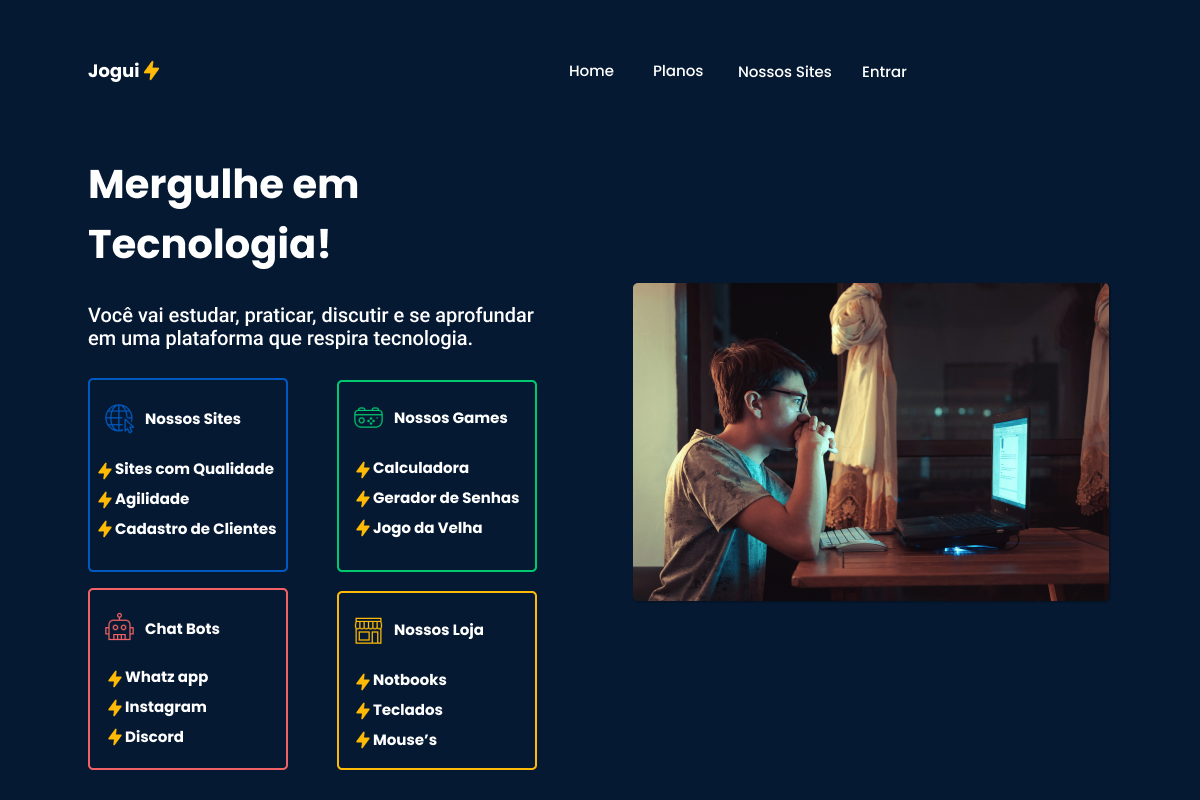 Jogui
Home
Planos
Nossos Sites
Entrar
Mergulhe em
Tecnologia!
Você vai estudar, praticar, discutir e se aprofundar
em uma plataforma que respira tecnologia.
Nossos Sites
Sites com Qualidade
Agilidade
Cadastro de Clientes
Nossos Games
Calculadora
Gerador de Senhas
Jogo da Velha
Chat Bots
Whatz app
Instagram
Discord
Nossos Loja
Notbooks
Teclados
Mouse’s